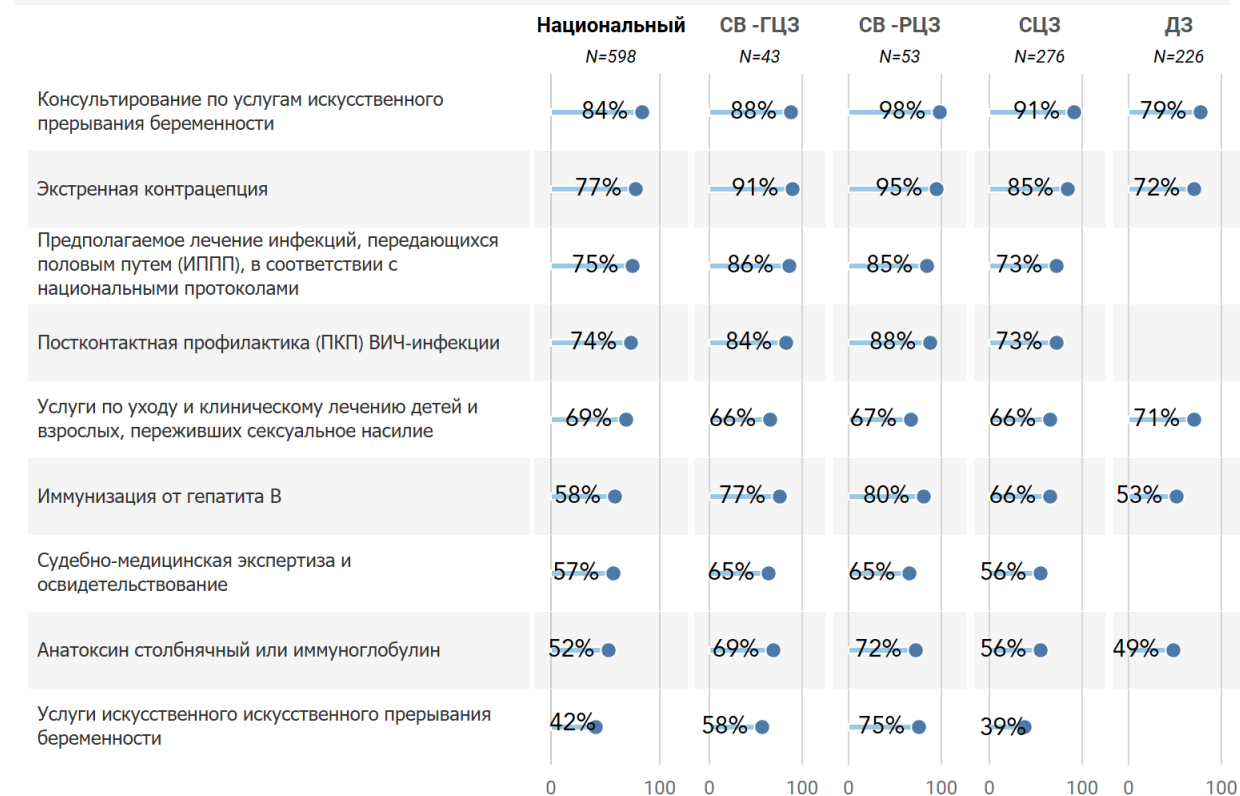 Национальный СВ -ГЦЗ СВ -РЦЗ СЦЗ ДЗ
N=598 N=43 N=53 N=276 N=226
Консультирование по услугам искусственного
прерывания беременности
84% 88% 98% 91% 79%
Экстренная контрацепция
77% 91% 95% 85% 72%
Предполагаемое лечение инфекций, передающихся
половым путем (ИППП), в соответствии с
национальными протоколами
75% 86% 85% 73%
Постконтактная профилактика (ПКП) ВИЧ-инфекции
74% 84% 88% 73%
Услуги по уходу и клиническому лечению детей и
взрослых, переживших сексуальное насилие
69% 66% 67% 66% 71%
Иммунизация от гепатита В
58% 77% 80% 66% 53%
Судебно-медицинская экспертиза и
освидетельствование
57% 65% 65% 56%
Анатоксин столбнячный или иммуноглобулин
52% 69% 72% 56% 49%
Услуги искусственного искусственного прерывания
беременности
42% 58% 75% 39%
0 100 0 100 0 100 0 100 0 100